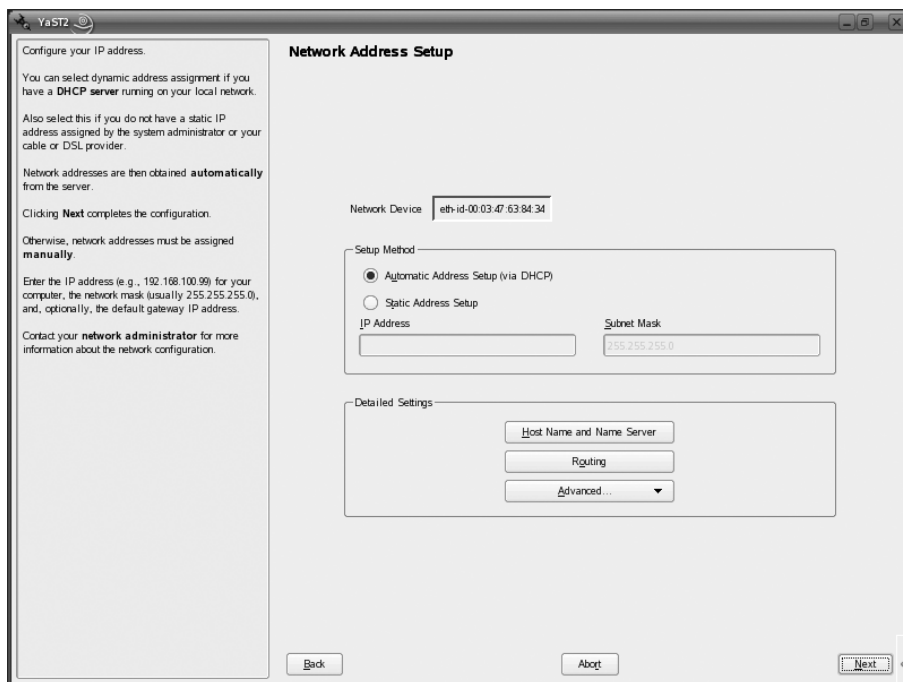 YaST2
Configure your IP address.
You can select dynamic address assignment if you
have a DHCP server running on your local network.
Also select this if you do not have a static IP
address assigned by the system administrator or your
cable or DSL provider.
Network addresses are then obtained automatically
from the server.
Clicking Next completes the configuration.
Otherwise, network addresses must be assigned
manually.
Enter the IP address (e.g., 192.168.100.99) for your
computer, the network mask (usually 255.255.255.0),
and, optionally, the default gateway IP address.
Contact your network administrator for more
information about the network configuration.
Network Address Setup
Network Device eth-id-00:03:47:63:84:34
Setup Method
Automatic Address Setup (via DHCP)
Static Address Setup
IP Address Subnet Mask
255.255.255.0
Detailed Settings
Host Name and Name Server
Routing
Advanced...
Back Abort Next